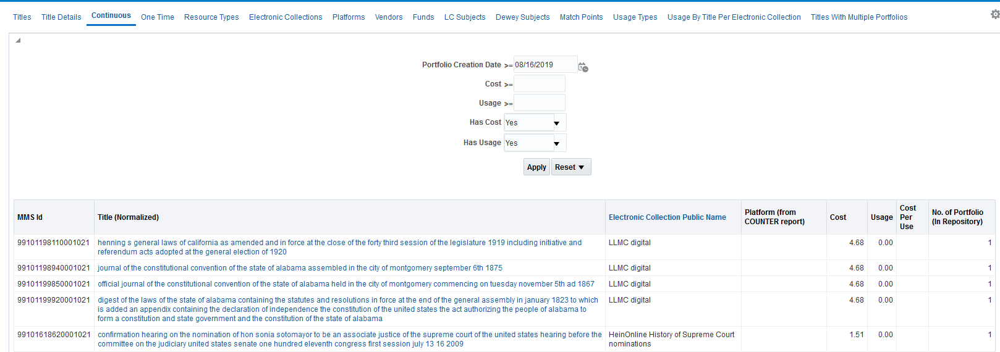 Titles Title Details Continuous One Time Resource Types Electronic Collections Platforms Vendors Funds LC Subjects Dewey Subjects Match Points Usage Types Usage By Title Per Electronic Collection Titles With Multiple Portfolios
Portfolio Creation Date >= 08/16/2019
Cost >=
Usage >=
Has Cost Yes
Has Usage Yes
Apply Reset
MMS Id Title (Normalized) Electronic Collection Public Name Platform (from COUNTER report) Cost Usage Cost Per Use No. of Portfolio (In Repository)
99101198110001021 henning s general laws of california as amended and in force at the close of the forty third session of the legislature 1919 including initiative and LLMC digital 4.68 0.00 1
referendum acts adopted at the general election of 1920
99101198940001021 journal of the constitutional convention of the state of alabama assembled in the city of montgomery september 6th 1875 LLMC digital 4.68 0.00 1
99101199850001021 official journal of the constitutional convention of the state of alabama held in the city of montgomery commencing on tuesday november 5th ad 1867 LLMC digital 4.68 0.00 1
99101199920001021 digest of the laws of the state of alabama containing the statutes and resolutions in force at the end of the general assembly in january 1823 to which LLMC digital 4.68 0.00 1
is added an appendix containing the declaration of independence the constitution of the united states the act authorizing the people of alabama to
form a constitution and state government and the constitution of the state of alabama
99101618620001021 confirmation hearing on the nomination of hon sonia sotomayor to be an associate justice of the supreme court of the united states hearing before the HeinOnline History of Supreme Court 1.51 0.00 1
committee on the judiciary united states senate one hundred eleventh congress first session july 13 16 2009 nominations